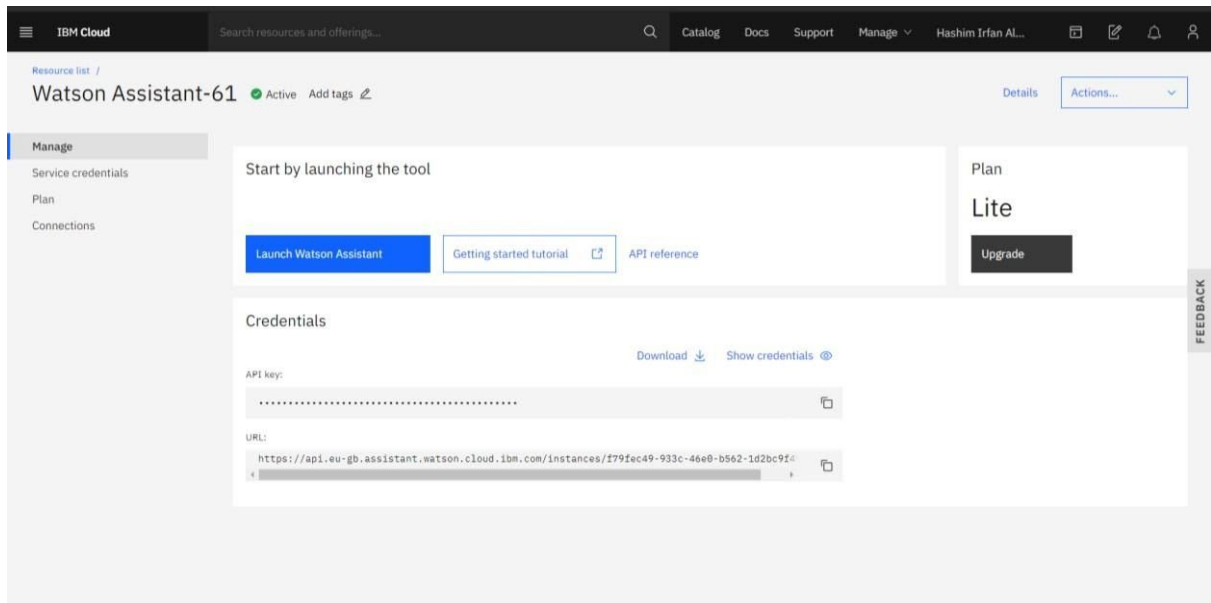 IBM Cloud
Search resources and offerings...
Catalog
Docs
Support
Manage
Hashim Irfan Al...
Resource list /
Watson Assistant-61
Active
Add tags
Details
Actions...
Manage
Service credentials
Plan
Connections
Start by launching the tool
Launch Watson Assistant
Getting started tutorial
API reference
Plan
Lite
Upgrade
FEEDBACK
Credentials
Download
Show credentials
API key:
URL:
https://api.eu-gb.assistant.watson.cloud.ibm.com/instances/f79fec49-933c-46e0-b562-1d2bc9f4